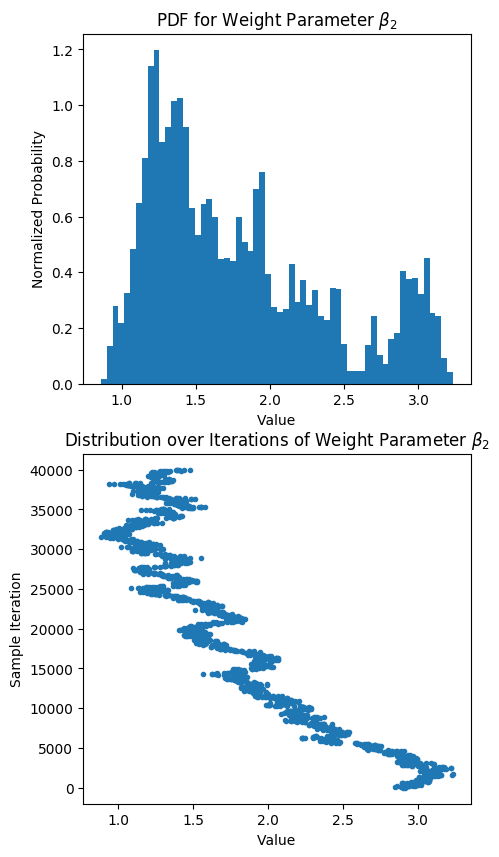 PDF for Weight Parameter β₂
1.2
1.0
0.8
0.6
0.4
0.2
0.0
Normalized Probability
1.0 1.5 2.0 2.5 3.0
Value
Distribution over Iterations of Weight Parameter β₂
40000
35000
30000
25000
20000
15000
10000
5000
0
Sample Iteration
1.0 1.5 2.0 2.5 3.0
Value